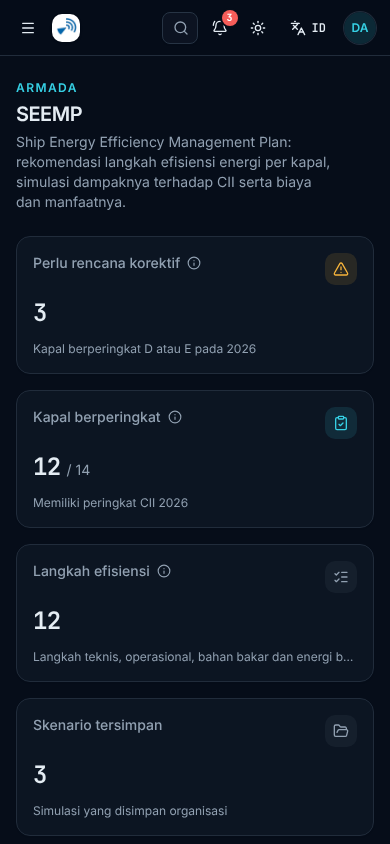 3
ID
DA
ARMADA
SEEMP
Ship Energy Efficiency Management Plan:
rekomendasi langkah efisiensi energi per kapal,
simulasi dampaknya terhadap CII serta biaya
dan manfaatnya.
Perlu rencana korektif
3
Kapal berperingkat D atau E pada 2026
Kapal berperingkat
12 / 14
Memiliki peringkat CII 2026
Langkah efisiensi
12
Langkah teknis, operasional, bahan bakar dan energi b...
Skenario tersimpan
3
Simulasi yang disimpan organisasi